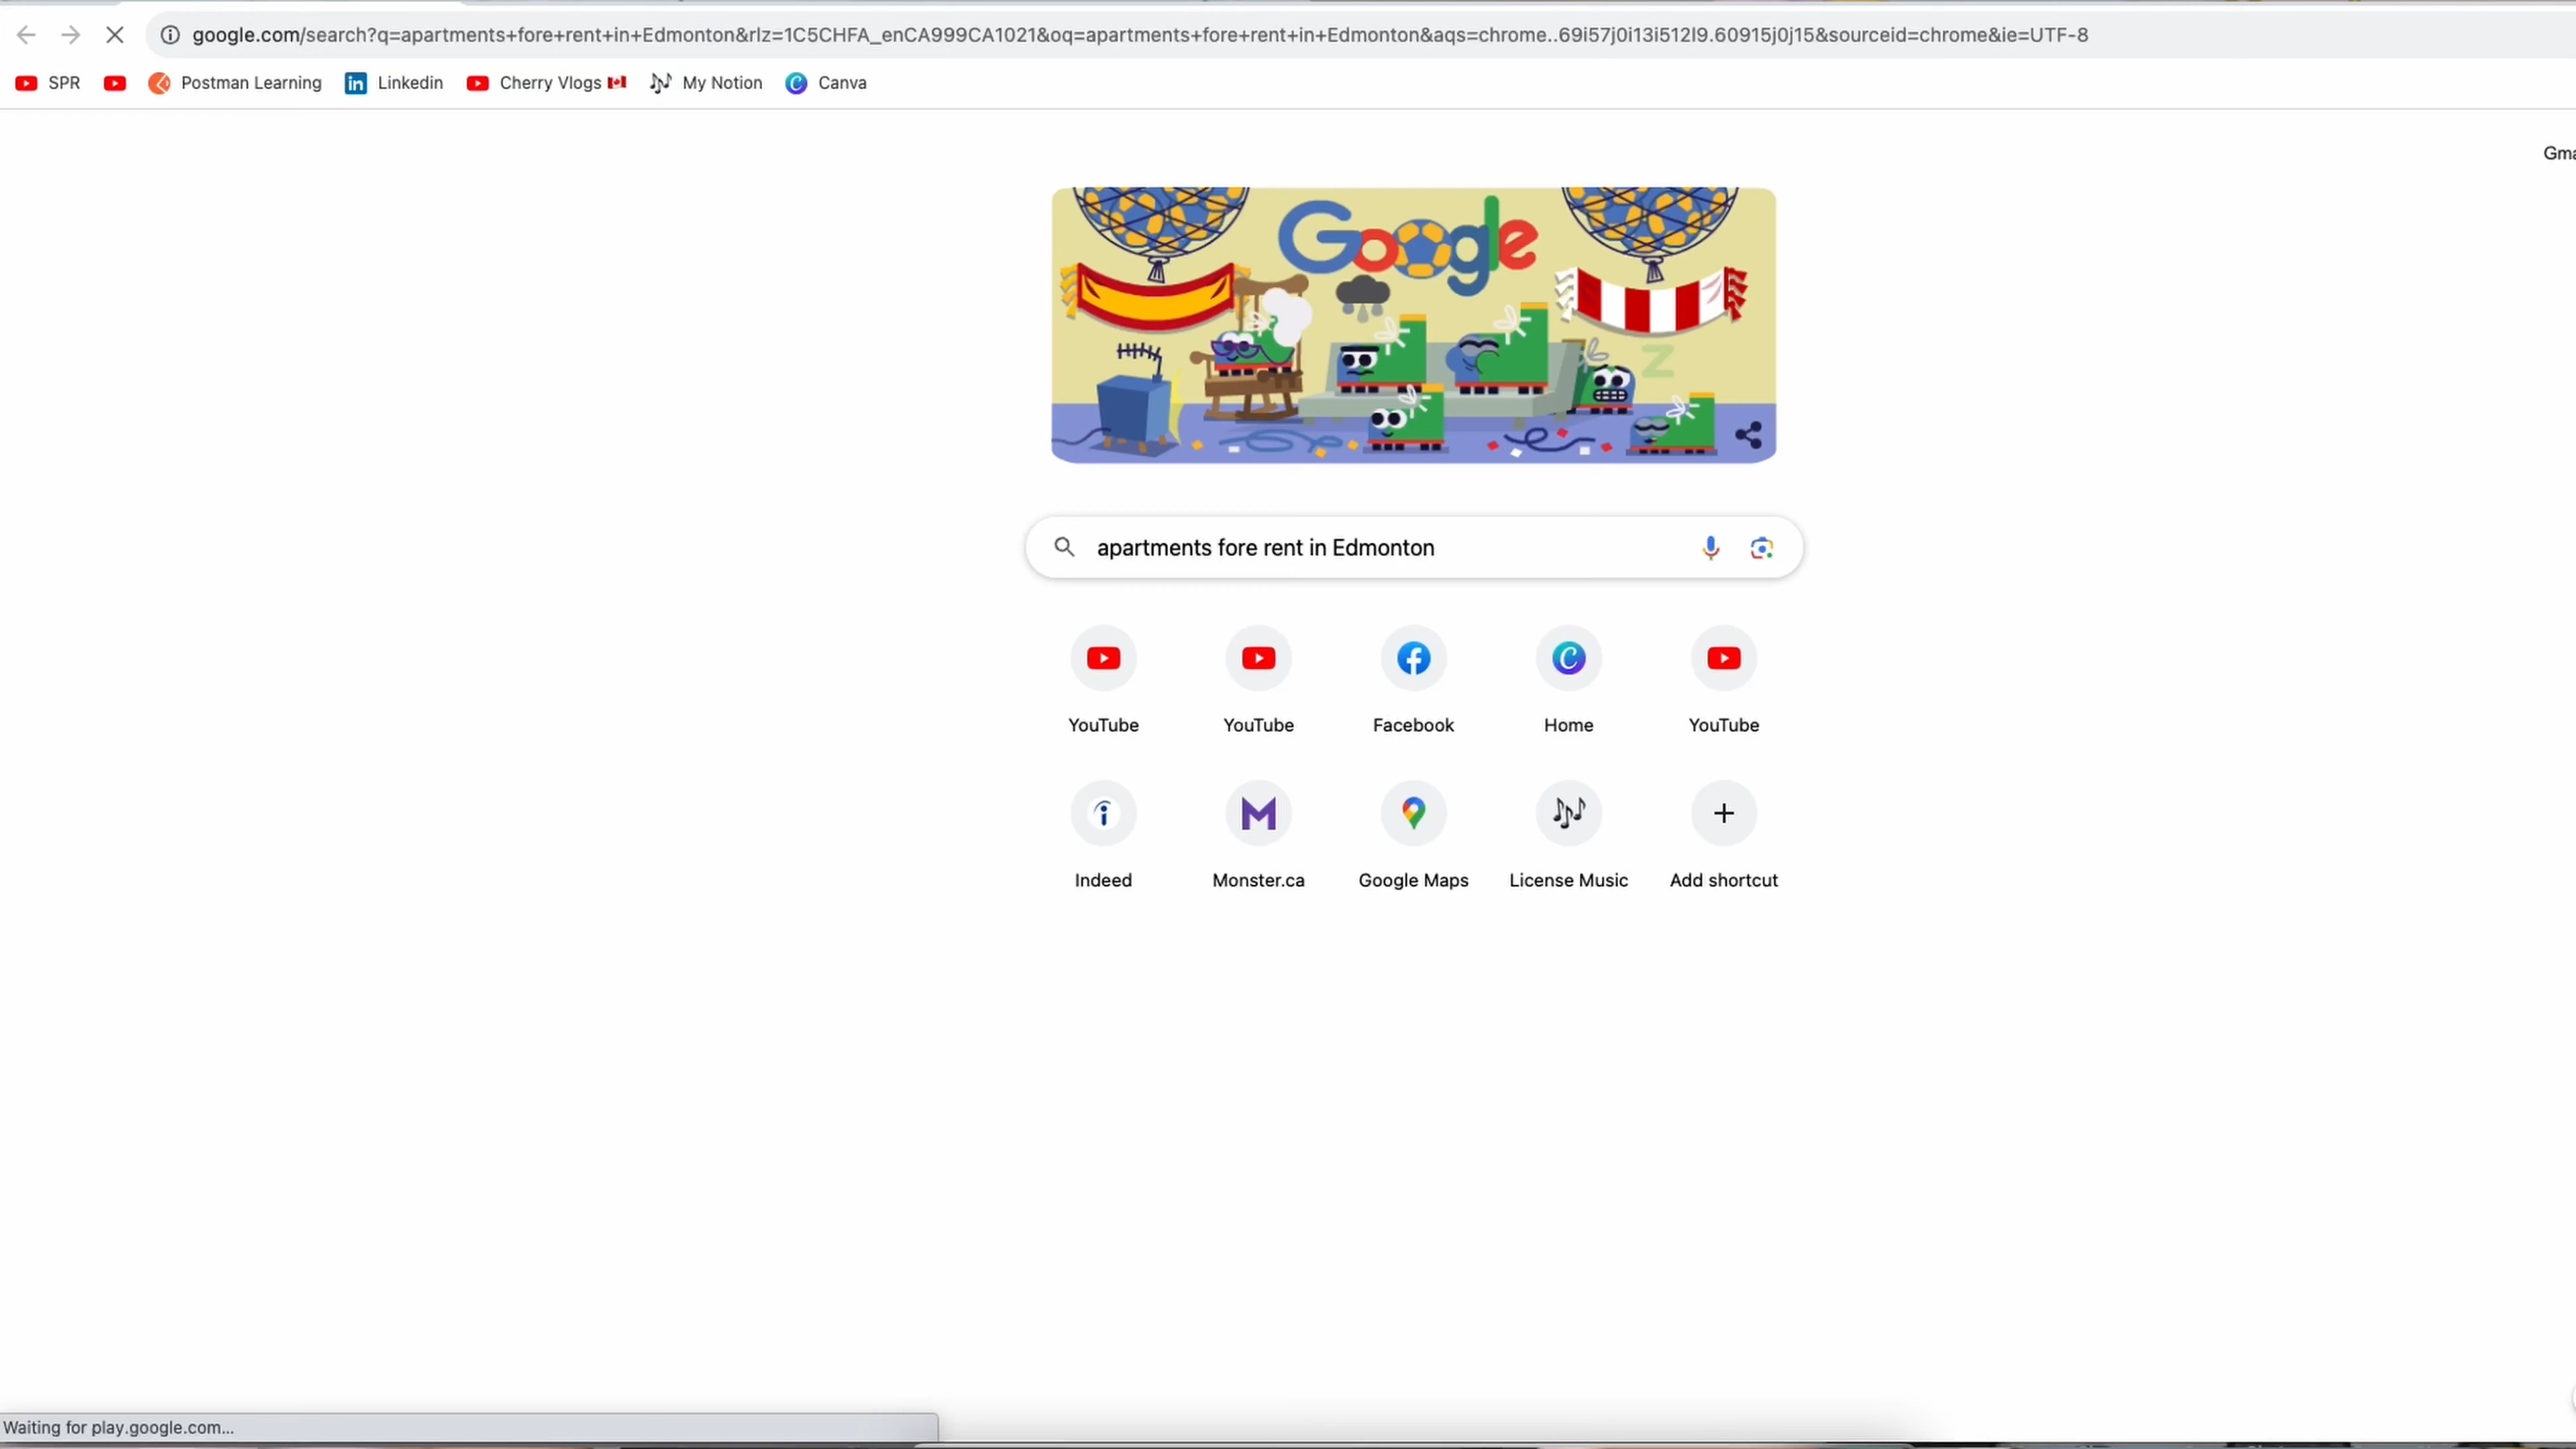 google.com/search?q=apartments+fore+rent+in+Edmonton&rlz=1C5CHFA_enCA999CA1021&oq=apartments+fore+rent+in+Edmonton&aqs=chrome..69i57j0i13i512l9.60915j0j15&sourceid=chrome&ie=UTF-8
SPR Postman Learning Linkedin Cherry Vlogs My Notion Canva
Gma
Google
Z
apartments fore rent in Edmonton
YouTube YouTube Facebook Home YouTube
Indeed Monster.ca Google Maps License Music Add shortcut
Waiting for play.google.com...